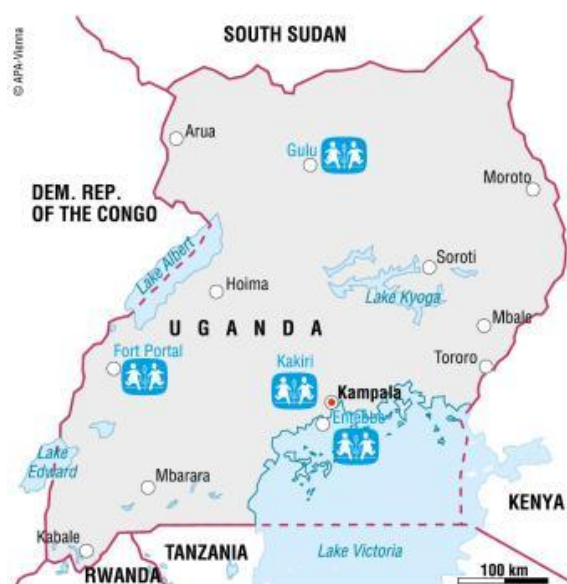 © APA-Vienna
SOUTH SUDAN
Arua
Gulu
Moroto
DEM. REP.
OF THE CONGO
Lake Albert
Soroti
Hoima
Lake Kyoga
UGANDA
Mbale
Fort Portal
Kakiri
Tororo
Kampala
Entebbe
Lake
Edward
Mbarara
KENYA
Kabale
TANZANIA
Lake Victoria
RWANDA
100 km